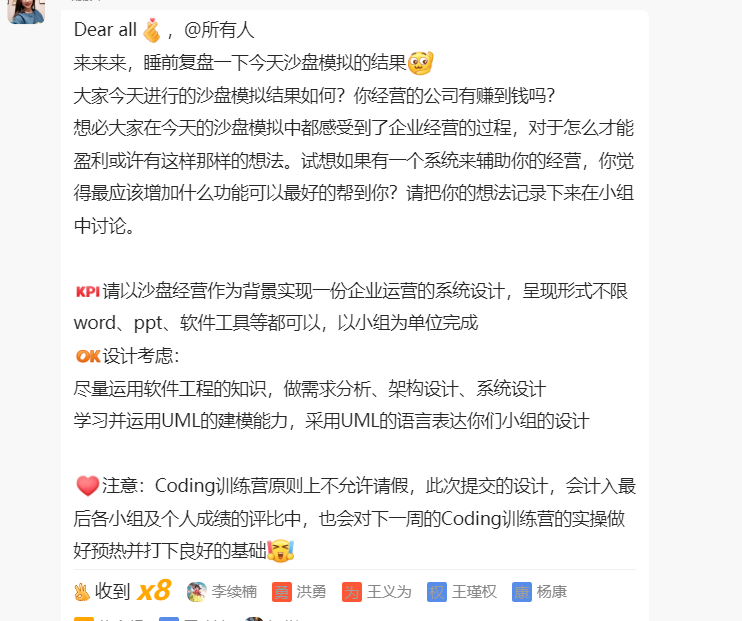 Dear all ，@所有人
来来来，睡前复盘一下今天沙盘模拟的结果
大家今天进行的沙盘模拟结果如何？你经营的公司有赚到钱吗？
想必大家在今天的沙盘模拟中都感受到了企业经营的过程，对于怎么才能
盈利或许有这样那样的想法。试想如果有一个系统来辅助你的经营，你觉
得最应该增加什么功能可以最好的帮到你？请把你的想法记录下来在小组
中讨论。
KPI请以沙盘经营作为背景实现一份企业运营的系统设计，呈现形式不限
word、ppt、软件工具等都可以，以小组为单位完成
OK设计考虑：
尽量运用软件工程的知识，做需求分析、架构设计、系统设计
学习并运用UML的建模能力，采用UML的语言表达你们小组的设计
注意：Coding训练营原则上不允许请假，此次提交的设计，会计入最
后各小组及个人成绩的评比中，也会对下一周的Coding训练营的实操做
好预热并打下良好的基础
收到 x8 李续楠 勇 洪勇 为 王义为 权 王瑾权 康 杨康